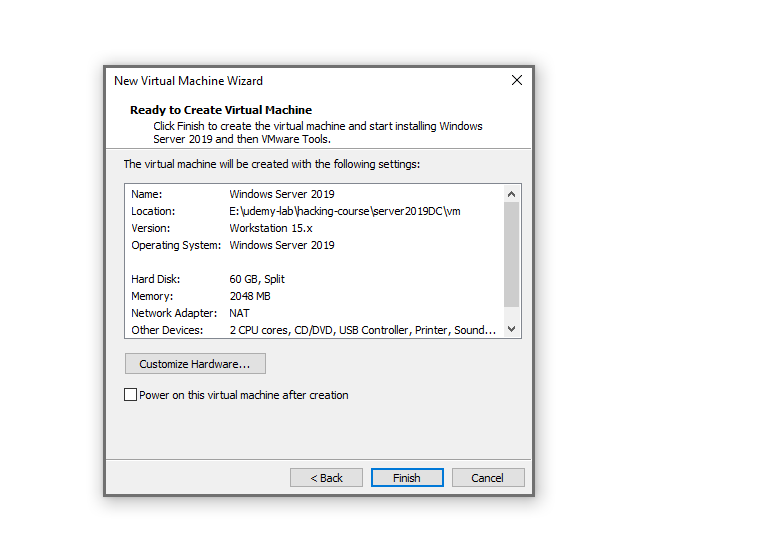 New Virtual Machine Wizard
Ready to Create Virtual Machine
Click Finish to create the virtual machine and start installing Windows
Server 2019 and then VMware Tools.
The virtual machine will be created with the following settings:
Name: Windows Server 2019
Location: E:\udemy-lab\hacking-course\server2019DC\vm
Version: Workstation 15.x
Operating System: Windows Server 2019
Hard Disk: 60 GB, Split
Memory: 2048 MB
Network Adapter: NAT
Other Devices: 2 CPU cores, CD/DVD, USB Controller, Printer, Sound...
Customize Hardware...
Power on this virtual machine after creation
< Back Finish Cancel